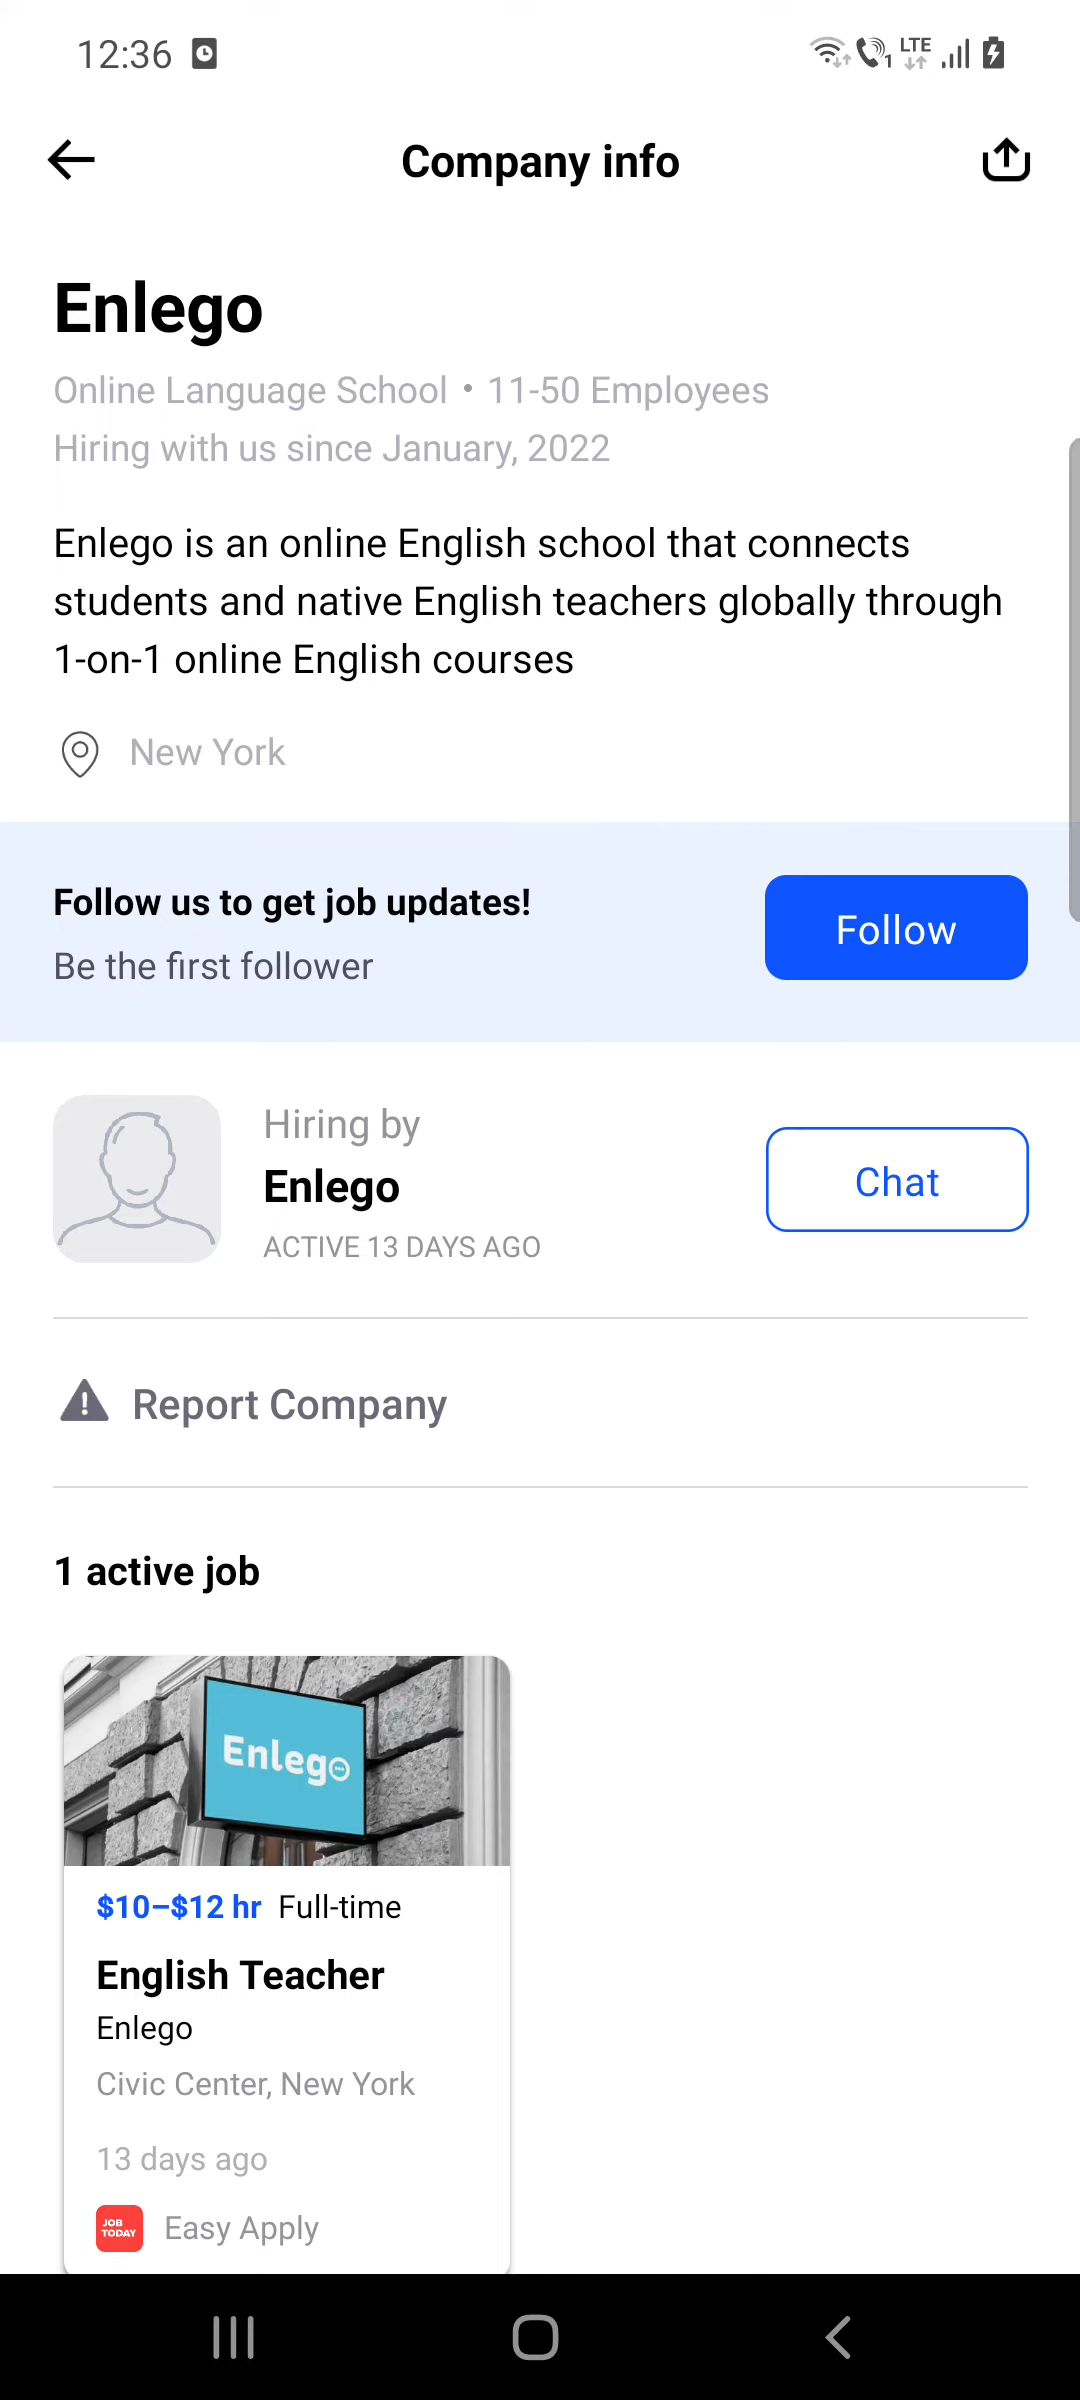 12:36
LTE
1
Company info
Enlego
Online Language School • 11-50 Employees
Hiring with us since January, 2022
Enlego is an online English school that connects
students and native English teachers globally through
1-on-1 online English courses
New York
Follow us to get job updates!
Be the first follower
Follow
Hiring by
Enlego
ACTIVE 13 DAYS AGO
Chat
Report Company
1 active job
Enlego
$10–$12 hr Full-time
English Teacher
Enlego
Civic Center, New York
13 days ago
JOB
TODAY
Easy Apply